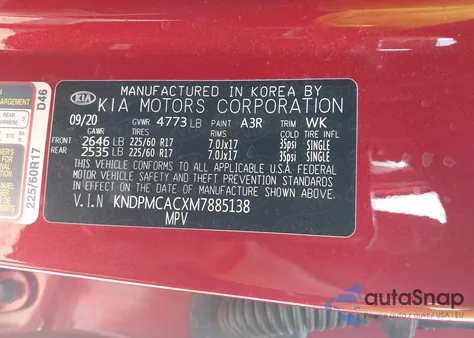 MANUFACTURED IN KOREA BY
KIA KIA MOTORS CORPORATION
09/20 GVWR 4773 LB PAINT A3R TRIM WK
GAWR TIRES RIMS COLD TIRE INFL
FRONT 2646 LB 225/60 R17 7.0Jx17 35psi SINGLE
REAR 2535 LB 225/60 R17 7.0Jx17 35psi SINGLE
THIS VEHICLE CONFORMS TO ALL APPLICABLE U.S.A. FEDERAL
MOTOR VEHICLE SAFETY AND THEFT PREVENTION STANDARDS
IN EFFECT ON THE DATE OF MANUFACTURE SHOWN ABOVE.
V.I.N KNDPMCACXM7885138
MPV
D46
225/60R17
autoSnap